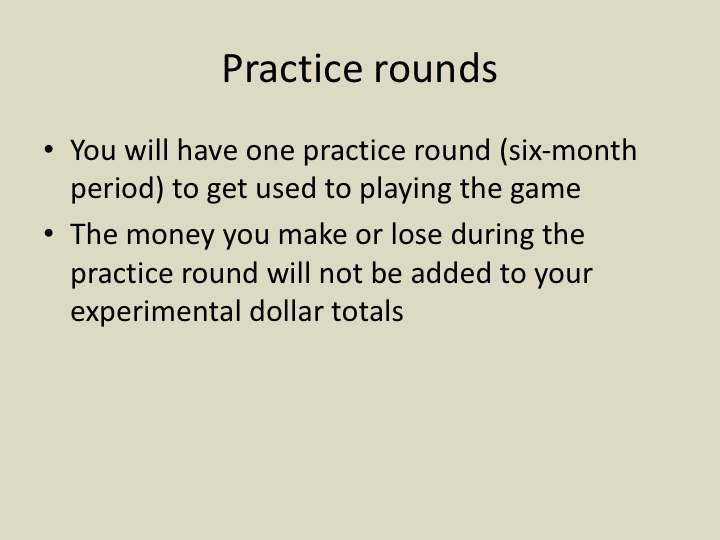 Practice rounds
• You will have one practice round (six-month
period) to get used to playing the game
• The money you make or lose during the
practice round will not be added to your
experimental dollar totals